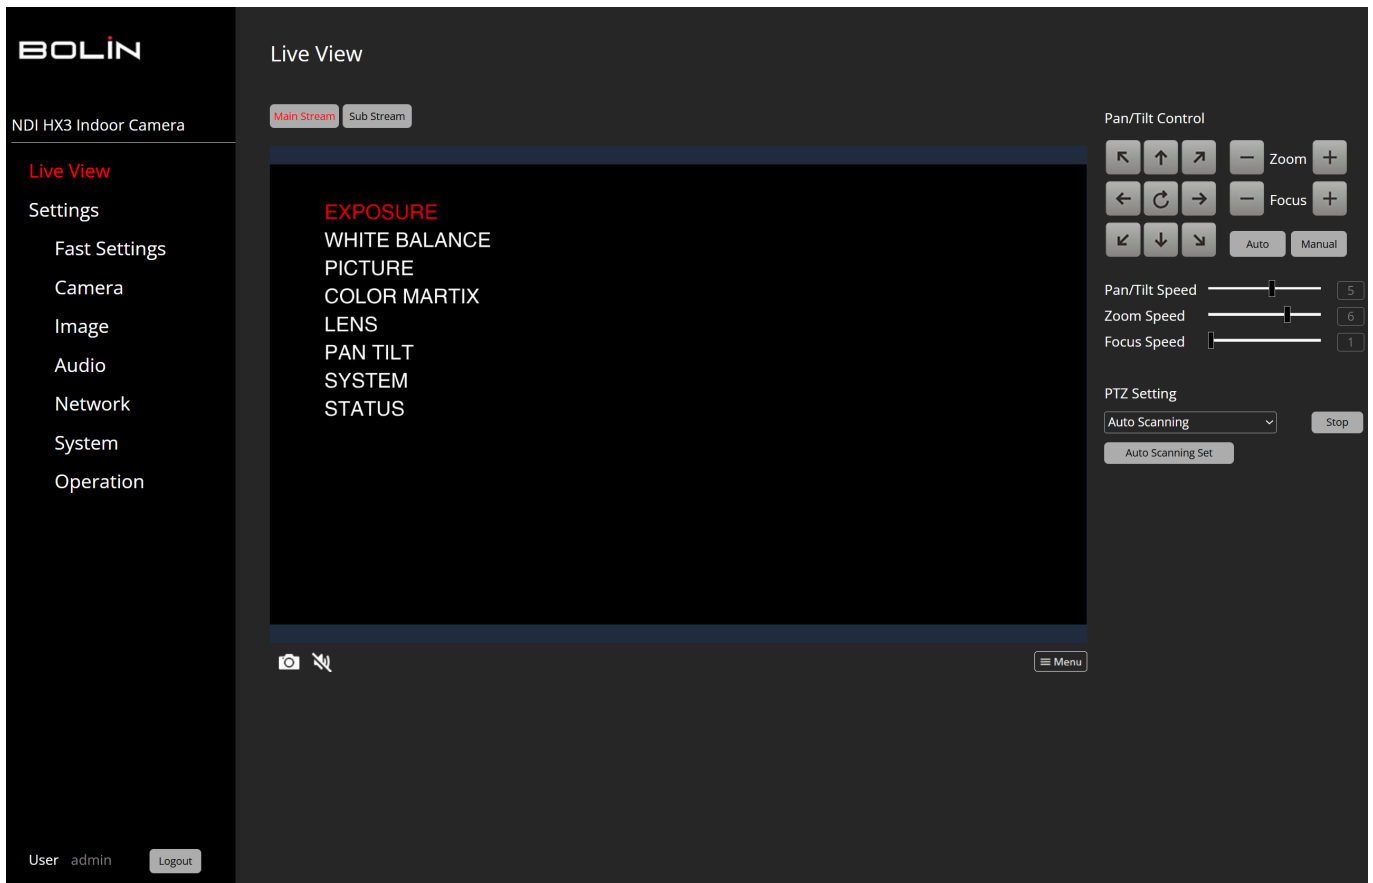 BOLIN
NDI HX3 Indoor Camera
Live View
Settings
Fast Settings
Camera
Image
Audio
Network
System
Operation
User admin
Logout
Live View
Main Stream
Sub Stream
EXPOSURE
WHITE BALANCE
PICTURE
COLOR MARTIX
LENS
PAN TILT
SYSTEM
STATUS
Menu
Pan/Tilt Control
Zoom
Focus
Auto
Manual
Pan/Tilt Speed 5
Zoom Speed 6
Focus Speed 1
PTZ Setting
Auto Scanning
Stop
Auto Scanning Set